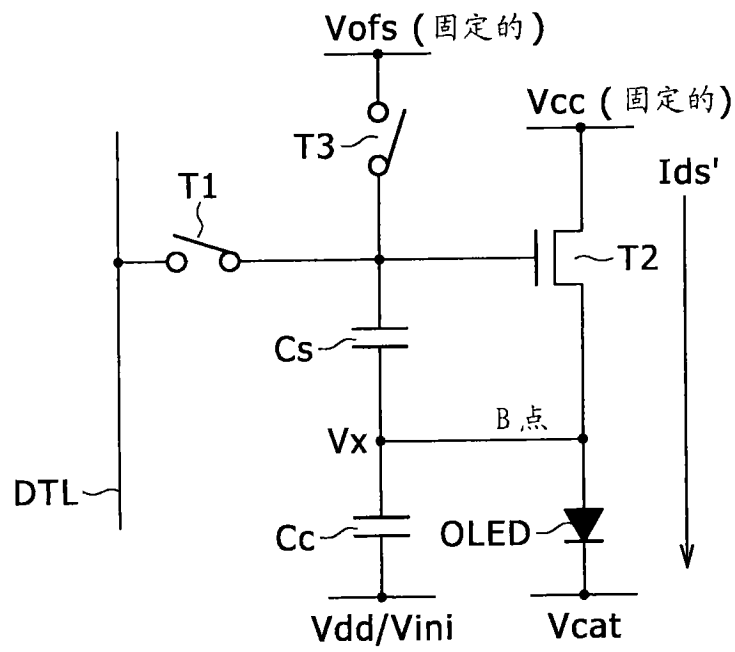 Vofs (固定的)
Vcc (固定的)
T3
Ids'
T1
T2
Cs
B点
Vx
DTL
Cc
OLED
Vdd/Vini
Vcat